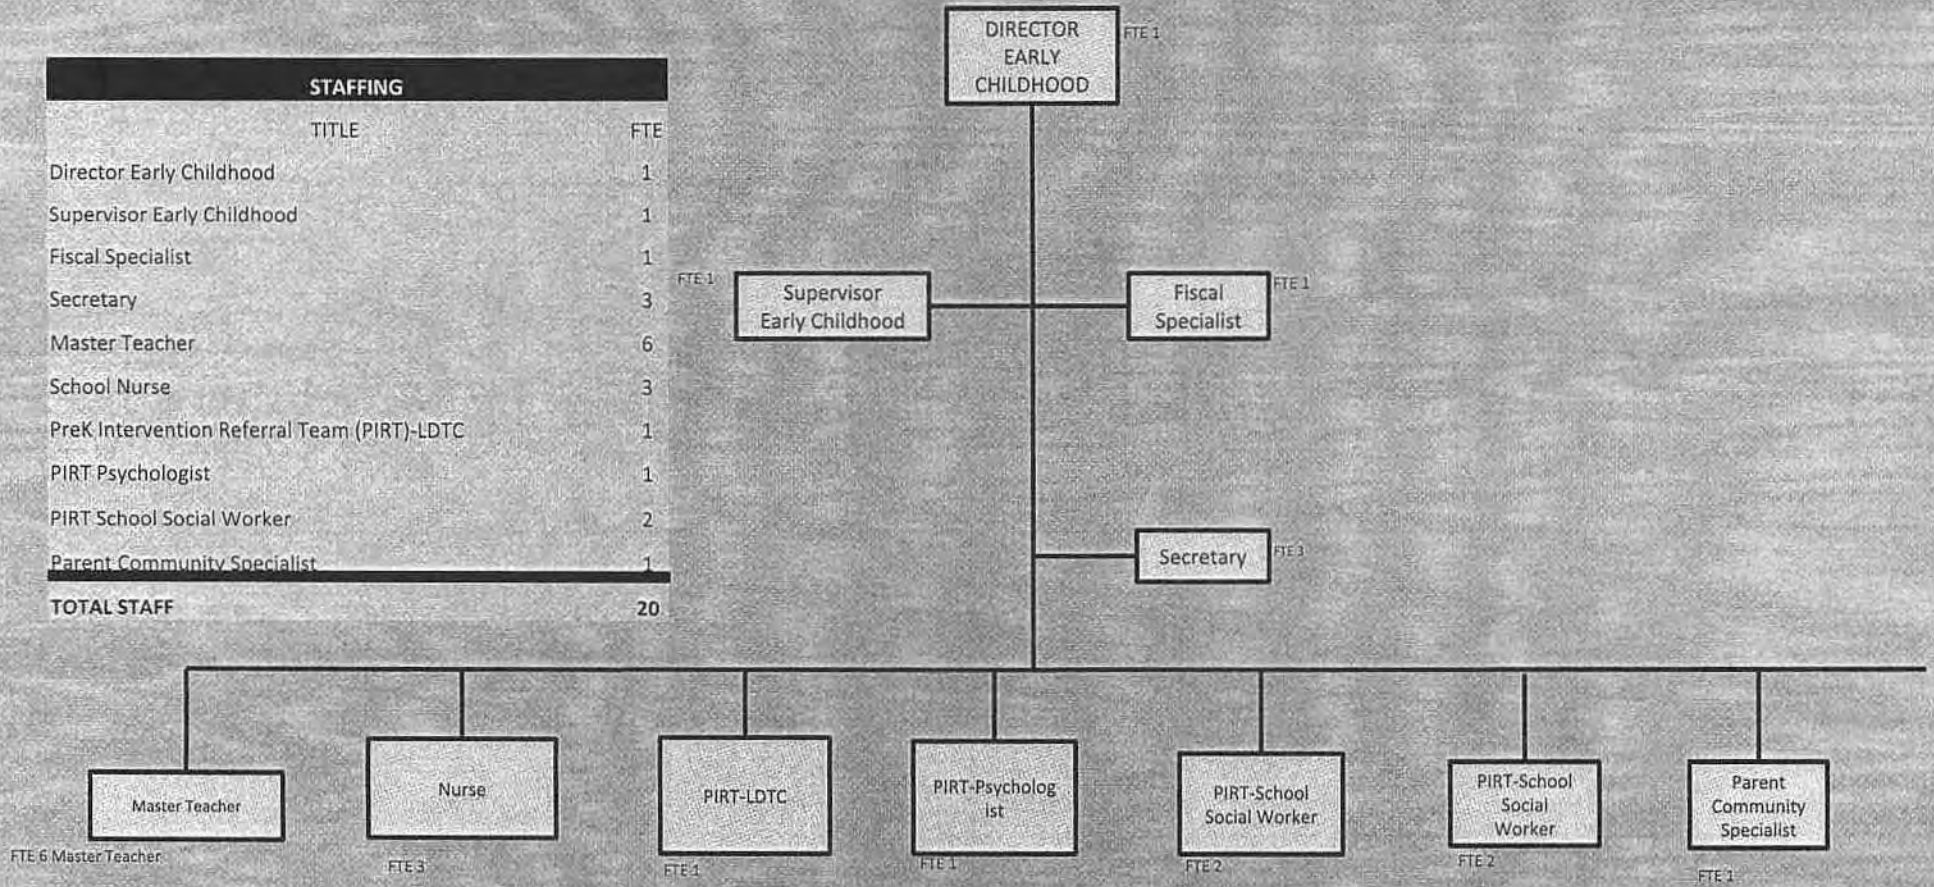 STAFFING
TITLE FTE
Director Early Childhood 1
Supervisor Early Childhood 1
Fiscal Specialist 1
Secretary 3
Master Teacher 6
School Nurse 3
PreK Intervention Referral Team (PIRT)-LDTC 1
PIRT Psychologist 1
PIRT School Social Worker 2
Parent Community Specialist 1
TOTAL STAFF 20
DIRECTOR
EARLY
CHILDHOOD
FTE 1
FTE 1
Supervisor
Early Childhood
Fiscal
Specialist
FTE 1
Secretary
FTE 3
Master Teacher
FTE 6 Master Teacher
Nurse
FTE 3
PIRT-LDTC
FTE 1
PIRT-Psycholog
ist
FTE 1
PIRT-School
Social Worker
FTE 2
PIRT-School
Social
Worker
FTE 2
Parent
Community
Specialist
FTE 1